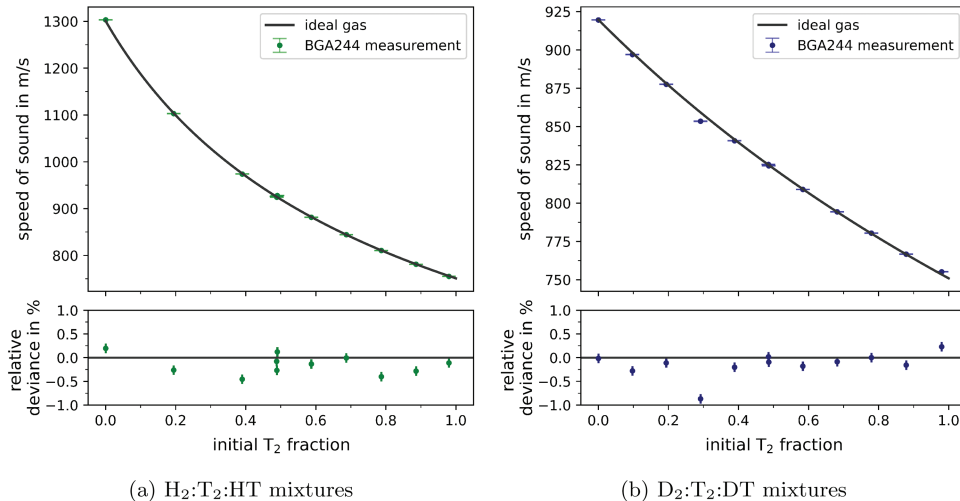 1300
1200
1100
1000
900
800
speed of sound in m/s
ideal gas
BGA244 measurement
1.0
0.5
0.0
−0.5
−1.0
relative
deviance in %
0.0 0.2 0.4 0.6 0.8 1.0
initial T₂ fraction
(a) H₂:T₂:HT mixtures
925
900
875
850
825
800
775
750
speed of sound in m/s
ideal gas
BGA244 measurement
1.0
0.5
0.0
−0.5
−1.0
relative
deviance in %
0.0 0.2 0.4 0.6 0.8 1.0
initial T₂ fraction
(b) D₂:T₂:DT mixtures